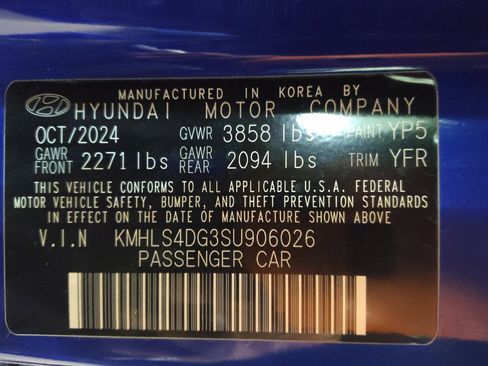 MANUFACTURED IN KOREA BY
HYUNDAI MOTOR COMPANY
OCT/2024 GVWR 3858 lbs PAINT YP5
GAWR FRONT 2271 lbs GAWR REAR 2094 lbs TRIM YFR
THIS VEHICLE CONFORMS TO ALL APPLICABLE U.S.A. FEDERAL
MOTOR VEHICLE SAFETY, BUMPER, AND THEFT PREVENTION STANDARDS
IN EFFECT ON THE DATE OF MANUFACTURE SHOWN ABOVE
V.I.N KMHLS4DG3SU906026
PASSENGER CAR